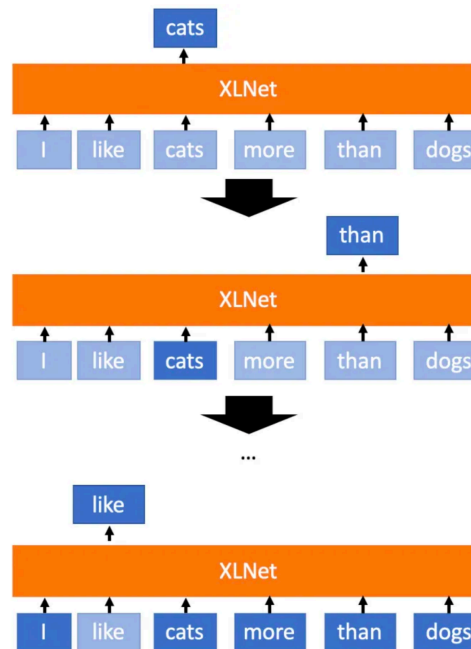 cats
XLNet
I like cats more than dogs
than
XLNet
I like cats more than dogs
...
like
XLNet
I like cats more than dogs